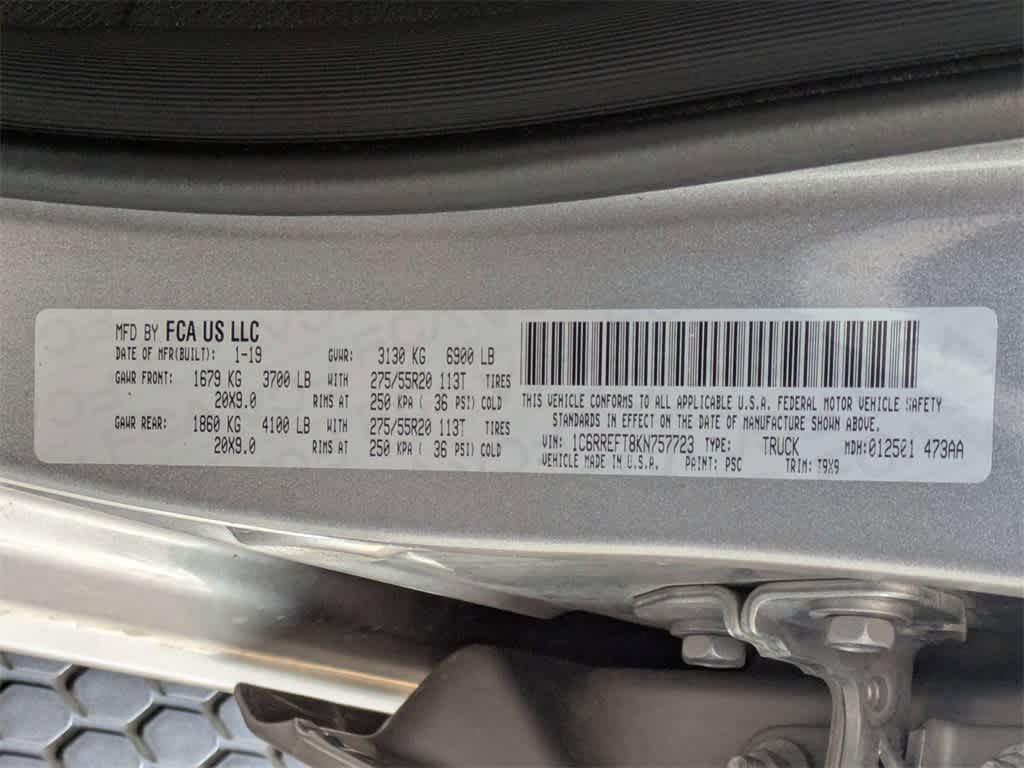 MFD BY FCA US LLC
DATE OF MFR(BUILT): 1-19 GVWR: 3130 KG 6900 LB
GAWR FRONT: 1679 KG 3700 LB WITH 275/55R20 113T TIRES
20X9.0 RIMS AT 250 KPA ( 36 PSI) COLD
GAWR REAR: 1860 KG 4100 LB WITH 275/55R20 113T TIRES
20X9.0 RIMS AT 250 KPA ( 36 PSI) COLD
THIS VEHICLE CONFORMS TO ALL APPLICABLE U.S.A. FEDERAL MOTOR VEHICLE SAFETY
STANDARDS IN EFFECT ON THE DATE OF MANUFACTURE SHOWN ABOVE.
VIN: 1C6RREFT8KN757723 TYPE: TRUCK MDH:012501 473AA
VEHICLE MADE IN U.S.A. PAINT: PSC TRIM: T9X9